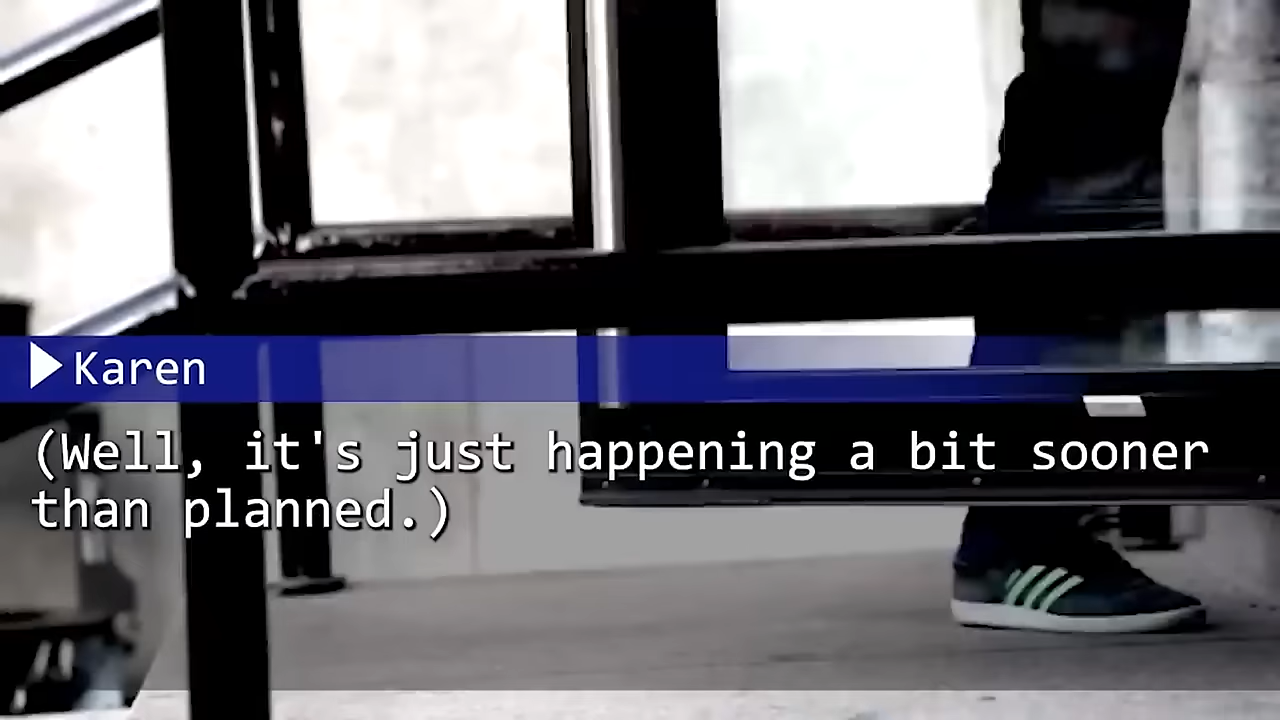 Karen
(Well, it's just happening a bit sooner
than planned.)